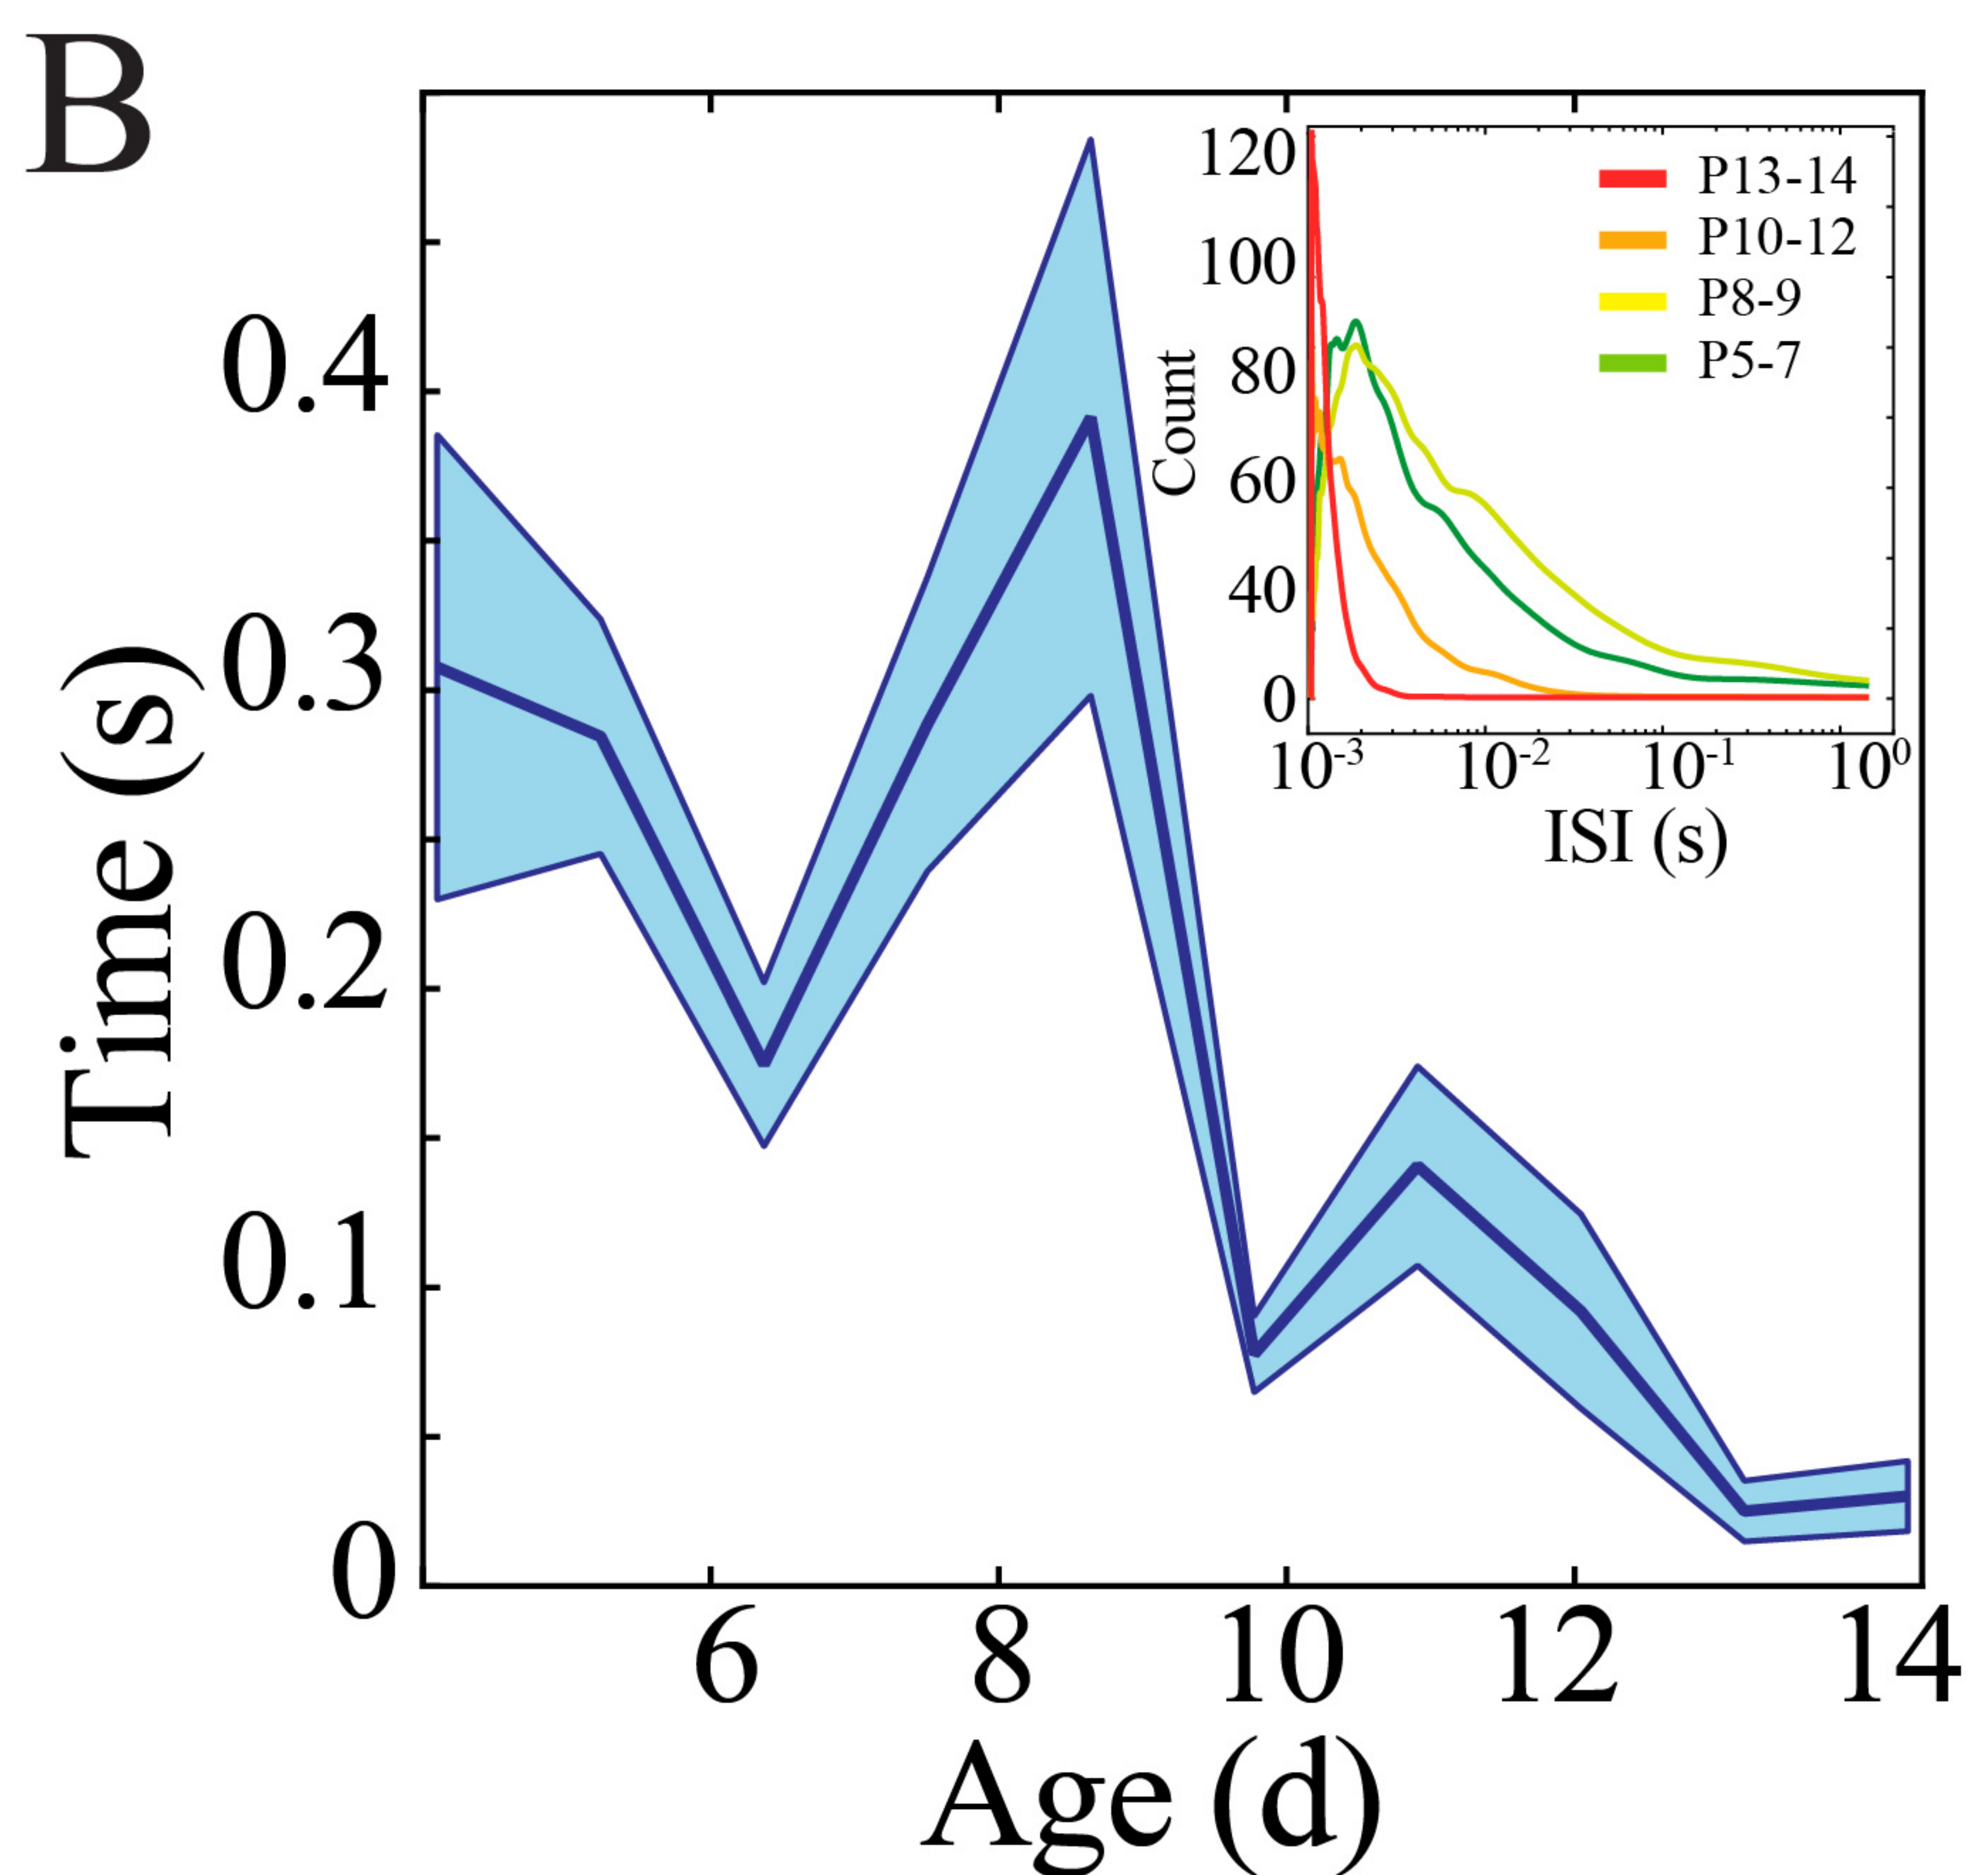 B
Time (s)
0.4
0.3
0.2
0.1
0
6 8 10 12 14
Age (d)
Count
120
100
80
60
40
0
10⁻³ 10⁻² 10⁻¹ 10⁰
ISI (s)
P13-14
P10-12
P8-9
P5-7